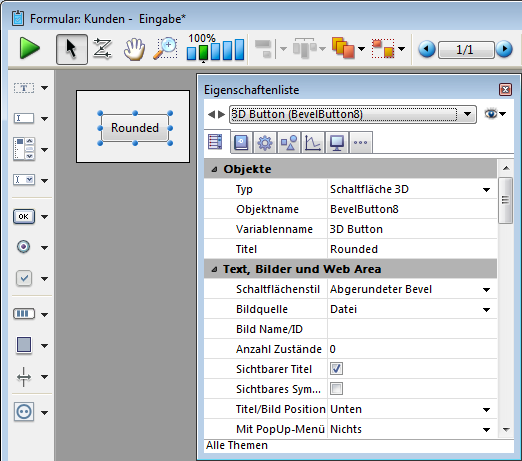 Formular: Kunden -  Eingabe*
100%
1/1
Rounded
Eigenschaftenliste
3D Button (BevelButton8)
Objekte
Typ Schaltfläche 3D
Objektname BevelButton8
Variablenname 3D Button
Titel Rounded
Text, Bilder und Web Area
Schaltflächenstil Abgerundeter Bevel
Bildquelle Datei
Bild Name/ID
Anzahl Zustände 0
Sichtbarer Titel
Sichtbares Sym...
Titel/Bild Position Unten
Mit PopUp-Menü Nichts
Alle Themen
OK